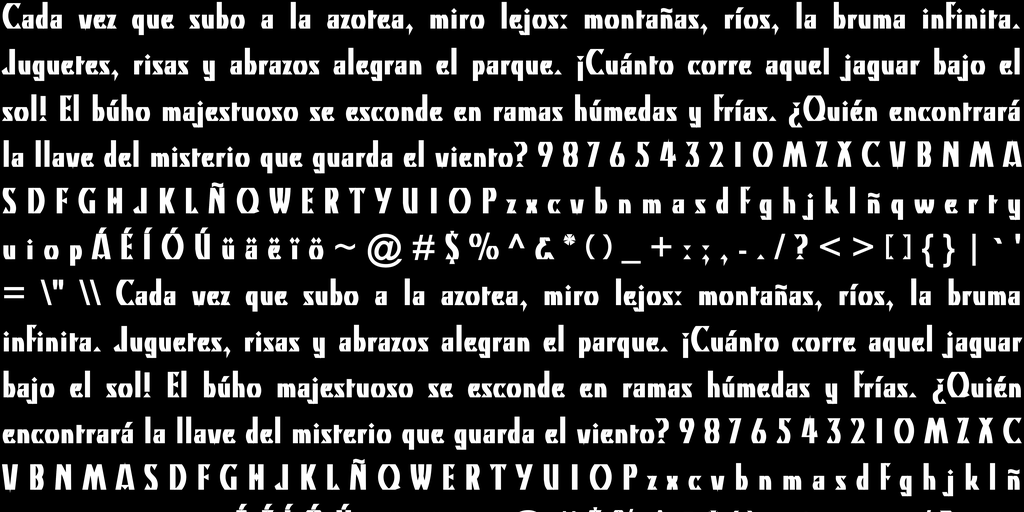 Cada vez que subo a la azotea, miro lejos: montañas, ríos, la bruma infinita.
Juguetes, risas y abrazos alegran el parque. ¡Cuánto corre aquel jaguar bajo el
sol! El búho majestuoso se esconde en ramas húmedas y frías. ¿Quién encontrará
la llave del misterio que guarda el viento? 9 8 7 6 5 4 3 2 1 0 M Z X C V B N M A
S D F G H J K L Ñ Q W E R T Y U I O P z x c v b n m a s d f g h j k l ñ q w e r t y
u i o p Á É Í Ó Ú ü ä ë ï ö ~ @ # $ % ^ & * ( ) _ + : ; , - . / ? < > [ ] { } | ` '
= \" \\ Cada vez que subo a la azotea, miro lejos: montañas, ríos, la bruma
infinita. Juguetes, risas y abrazos alegran el parque. ¡Cuánto corre aquel jaguar
bajo el sol! El búho majestuoso se esconde en ramas húmedas y frías. ¿Quién
encontrará la llave del misterio que guarda el viento? 9 8 7 6 5 4 3 2 1 0 M Z X C
V B N M A S D F G H J K L Ñ Q W E R T Y U I O P z x c v b n m a s d f g h j k l ñ